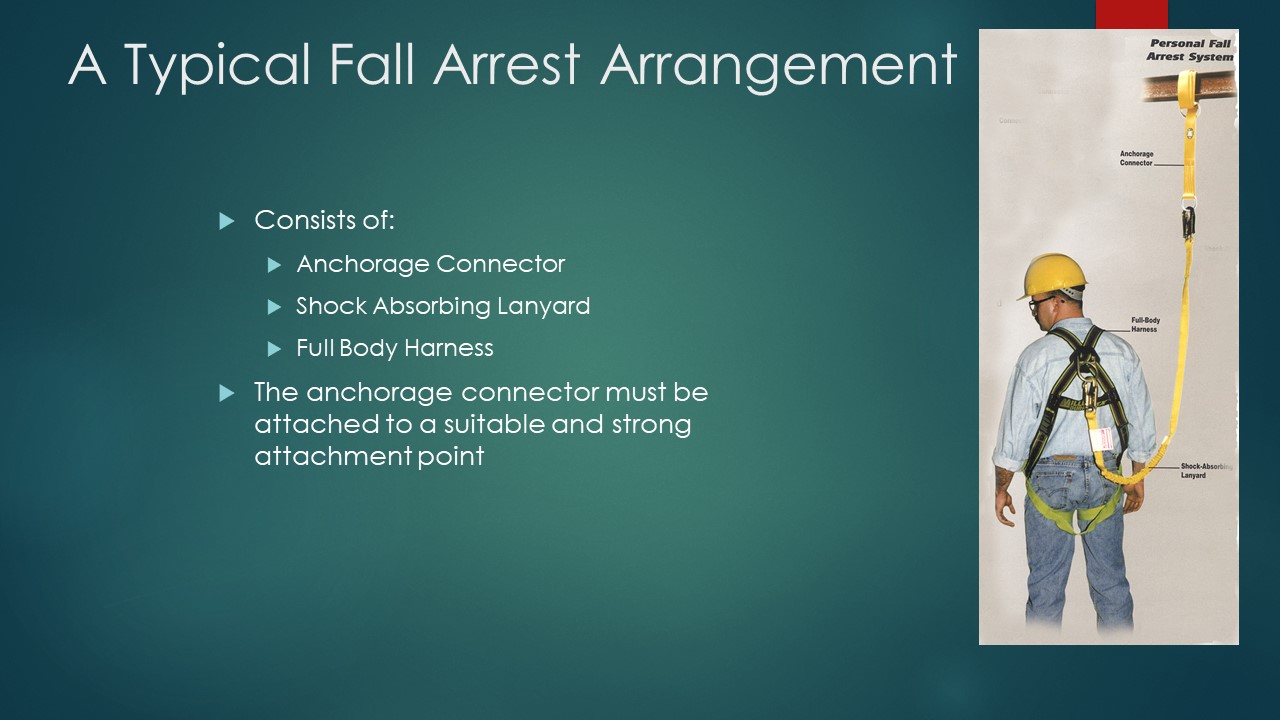 A Typical Fall Arrest Arrangement
Personal Fall
Arrest System
Anchorage
Connector
Consists of:
Anchorage Connector
Shock Absorbing Lanyard
Full Body Harness
Full-Body
Harness
The anchorage connector must be
attached to a suitable and strong
attachment point
Shock-Absorbing
Lanyard